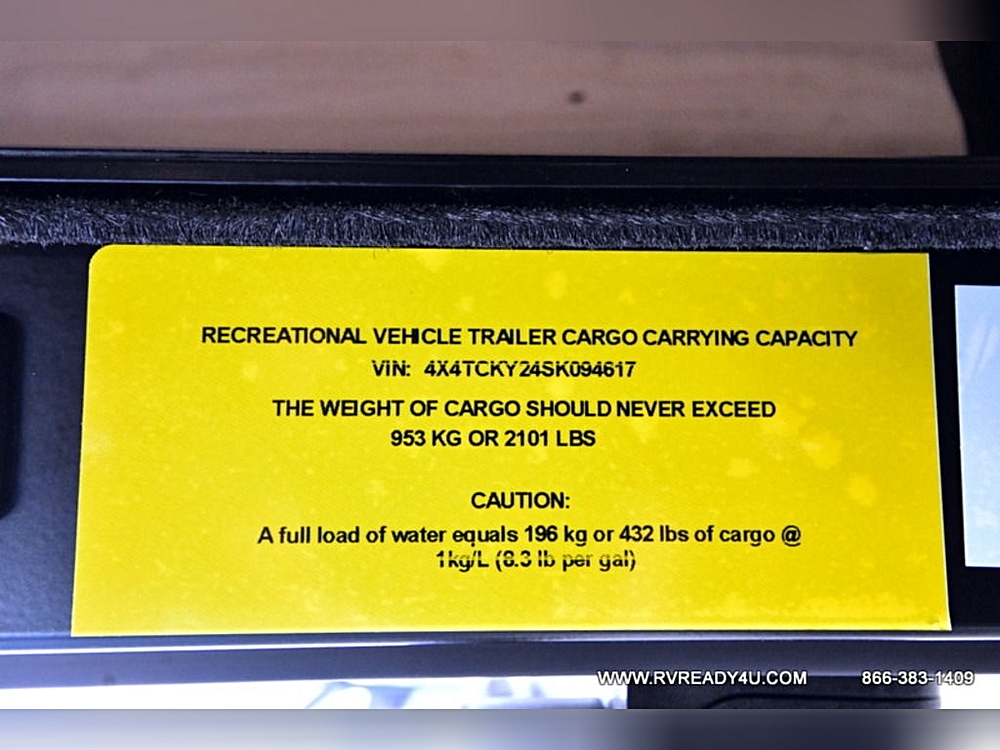 RECREATIONAL VEHICLE TRAILER CARGO CARRYING CAPACITY
VIN: 4X4TCKY24SK094617
THE WEIGHT OF CARGO SHOULD NEVER EXCEED
953 KG OR 2101 LBS
CAUTION:
A full load of water equals 196 kg or 432 lbs of cargo @
1kg/L (8.3 lb per gal)
WWW.RVREADY4U.COM 866-383-1409